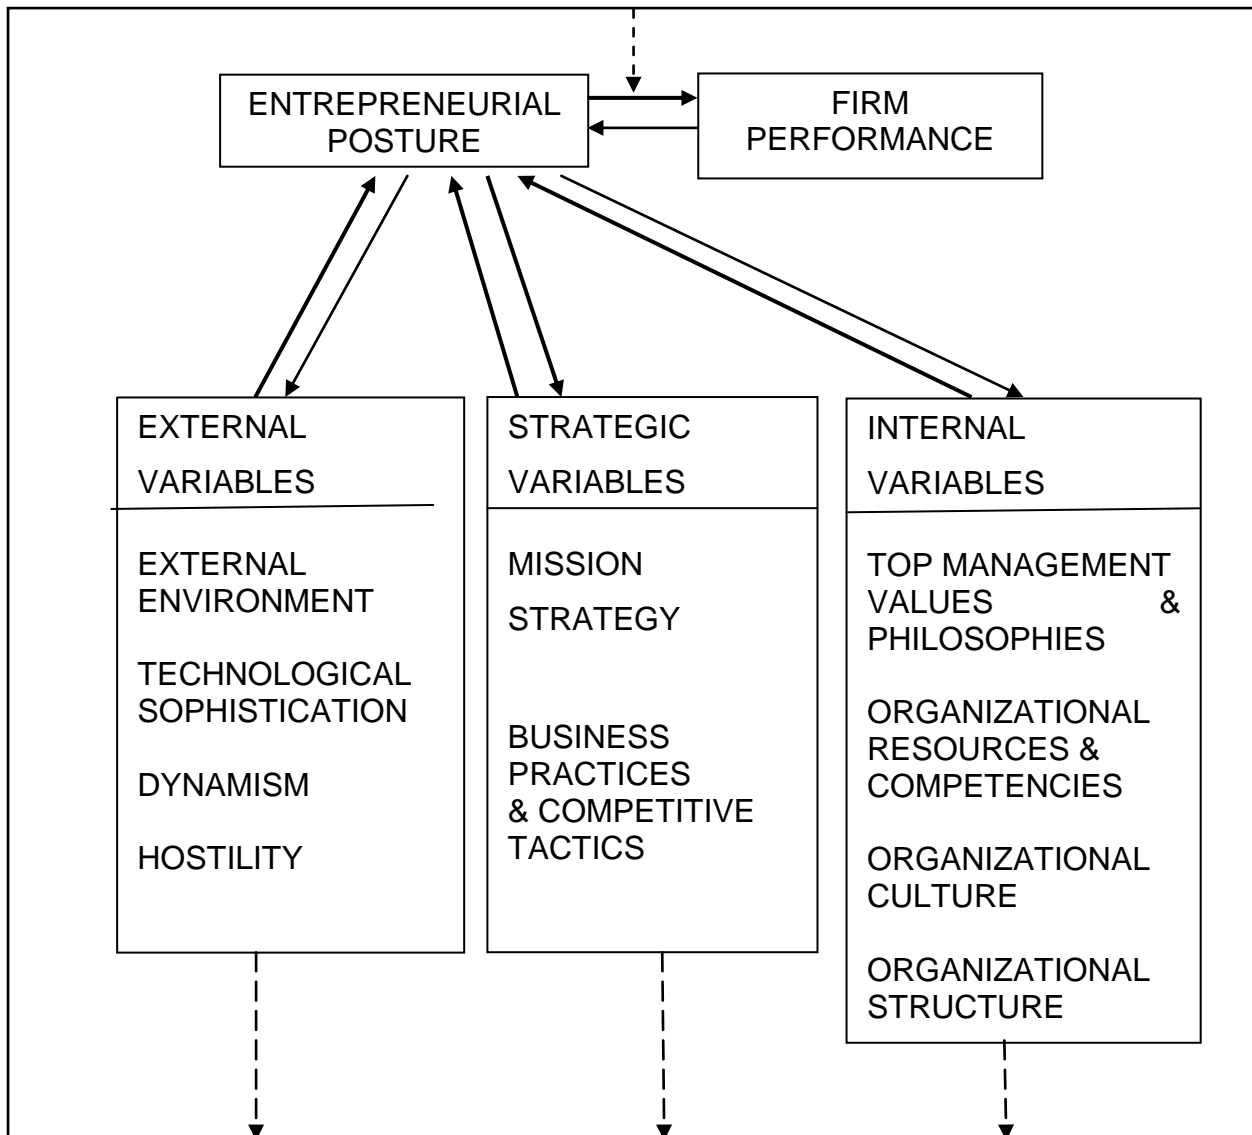 ENTREPRENEURIAL
POSTURE
FIRM
PERFORMANCE
EXTERNAL
VARIABLES
EXTERNAL
ENVIRONMENT
TECHNOLOGICAL
SOPHISTICATION
DYNAMISM
HOSTILITY
STRATEGIC
VARIABLES
MISSION
STRATEGY
BUSINESS
PRACTICES
& COMPETITIVE
TACTICS
INTERNAL
VARIABLES
TOP MANAGEMENT
VALUES &
PHILOSOPHIES
ORGANIZATIONAL
RESOURCES &
COMPETENCIES
ORGANIZATIONAL
CULTURE
ORGANIZATIONAL
STRUCTURE